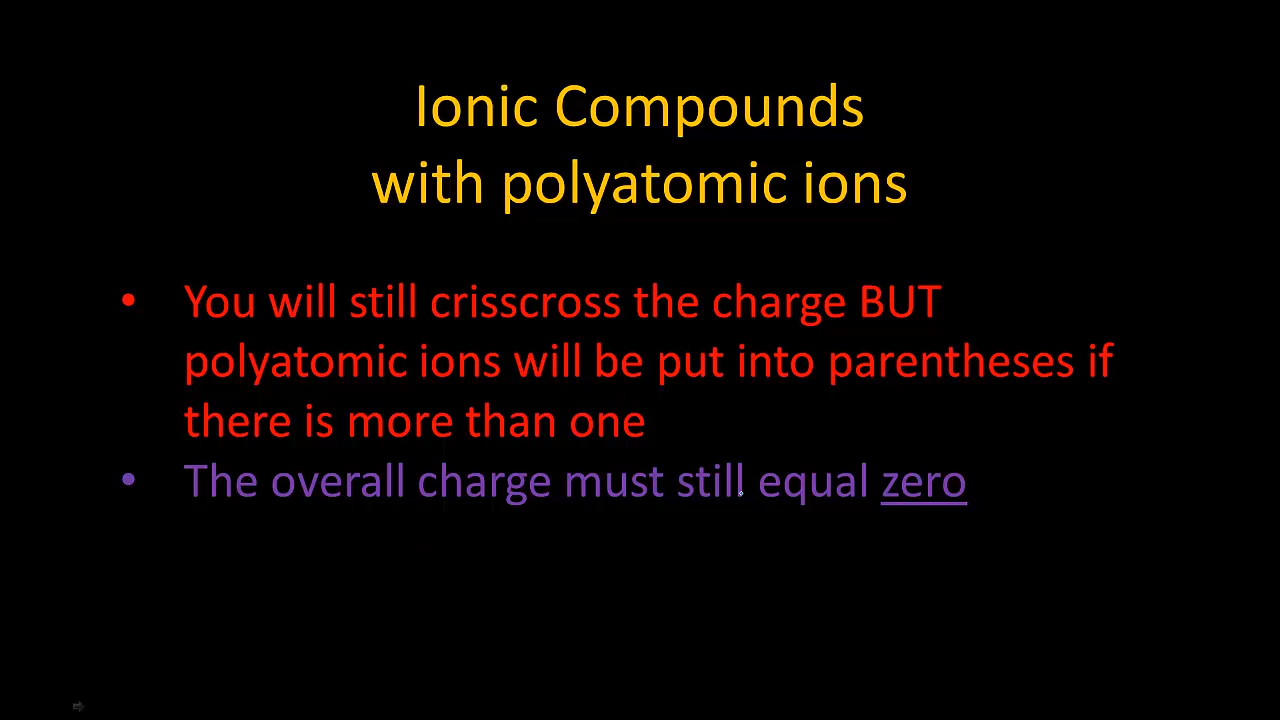 Ionic Compounds
with polyatomic ions
• You will still crisscross the charge BUT
polyatomic ions will be put into parentheses if
there is more than one
• The overall charge must still equal zero